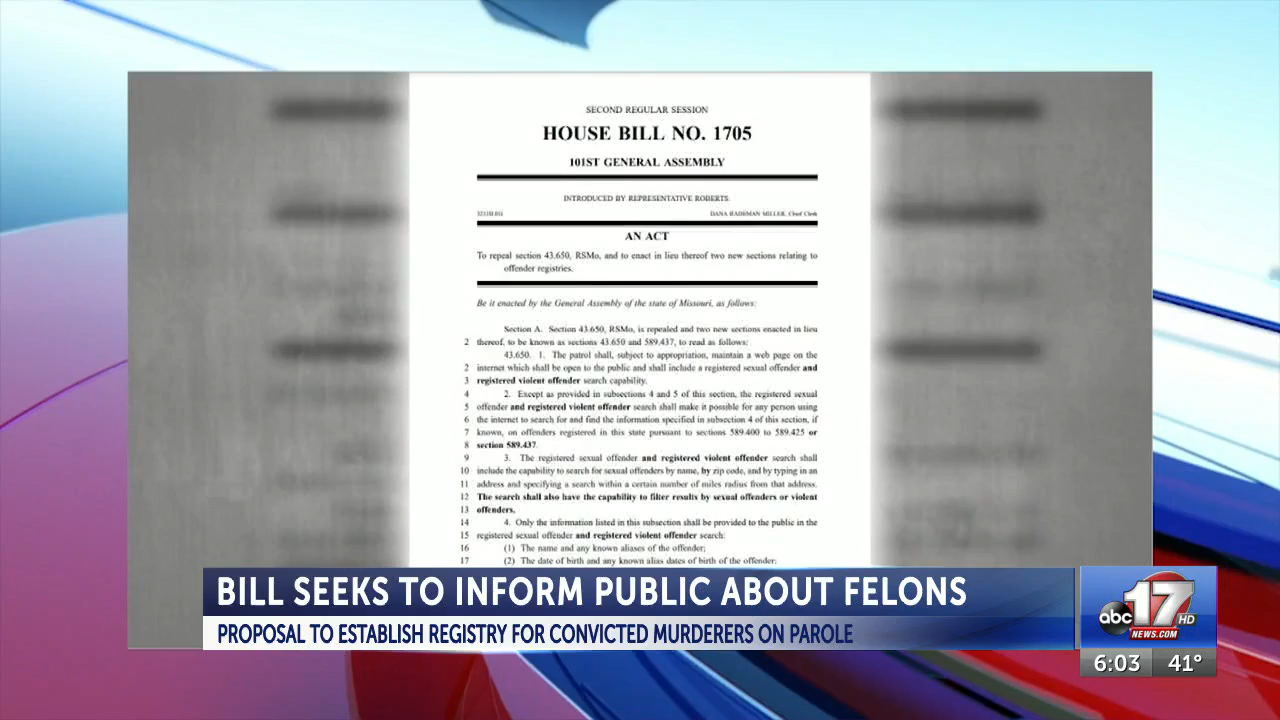 SECOND REGULAR SESSION
HOUSE BILL NO. 1705
101ST GENERAL ASSEMBLY
INTRODUCED BY REPRESENTATIVE ROBERTS.
DANA RADEMAN MILLER, Chief Clerk
AN ACT
To repeal section 43.650, RSMo, and to enact in lieu thereof two new sections relating to
offender registries.
Be it enacted by the General Assembly of the state of Missouri, as follows:
Section A. Section 43.650, RSMo, is repealed and two new sections enacted in lieu
2 thereof, to be known as sections 43.650 and 589.437, to read as follows:
43.650. 1. The patrol shall, subject to appropriation, maintain a web page on the
2 internet which shall be open to the public and shall include a registered sexual offender and
3 registered violent offender search capability.
4 2. Except as provided in subsections 4 and 5 of this section, the registered sexual
5 offender and registered violent offender search shall make it possible for any person using
6 the internet to search for and find the information specified in subsection 4 of this section, if
7 known, on offenders registered in this state pursuant to sections 589.400 to 589.425 or
8 section 589.437.
9 3. The registered sexual offender and registered violent offender search shall
10 include the capability to search for sexual offenders by name, by zip code, and by typing in an
11 address and specifying a search within a certain number of miles radius from that address.
12 The search shall also have the capability to filter results by sexual offenders or violent
13 offenders.
14 4. Only the information listed in this subsection shall be provided to the public in the
15 registered sexual offender and registered violent offender search:
16 (1) The name and any known aliases of the offender;
17 (2) The date of birth and any known alias dates of birth of the offender;
BILL SEEKS TO INFORM PUBLIC ABOUT FELONS
PROPOSAL TO ESTABLISH REGISTRY FOR CONVICTED MURDERERS ON PAROLE
abc 17 HD
NEWS.COM
6:03 41°